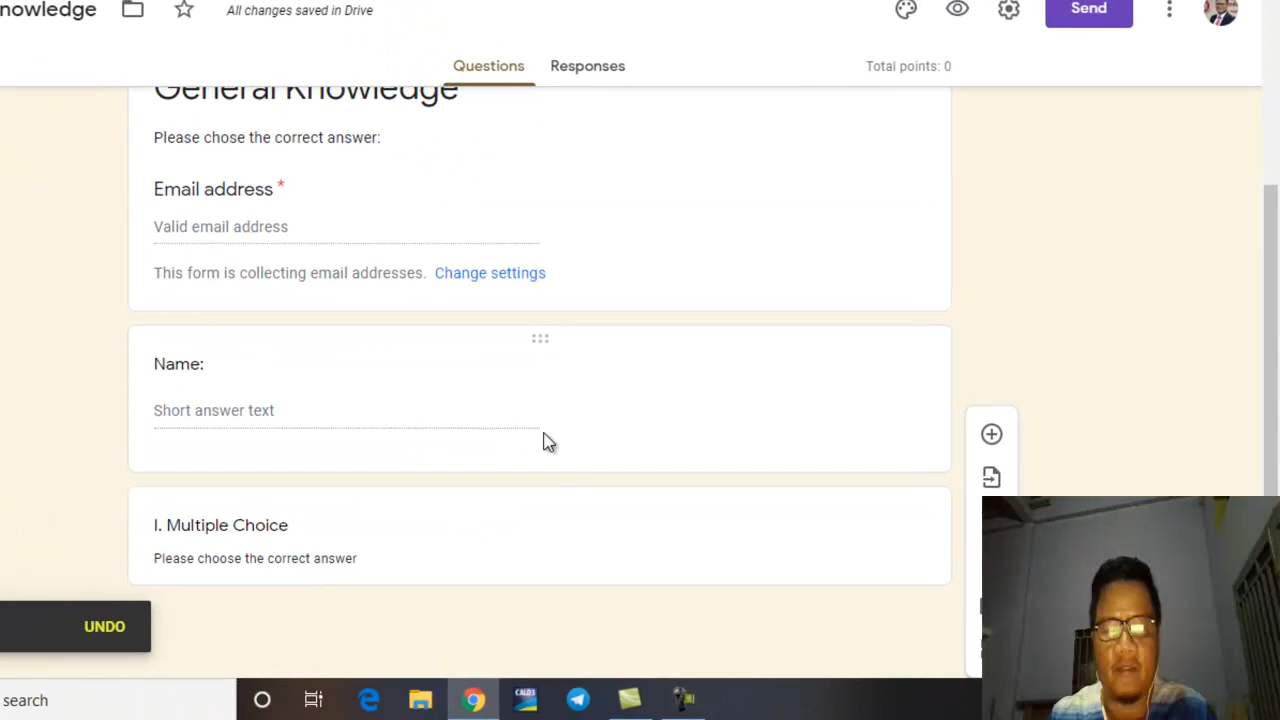 nowledge
All changes saved in Drive
Send
Questions
Responses
Total points: 0
General Knowledge
Please chose the correct answer:
Email address *
Valid email address
This form is collecting email addresses. Change settings
Name:
Short answer text
I. Multiple Choice
Please choose the correct answer
UNDO
search
CALD3